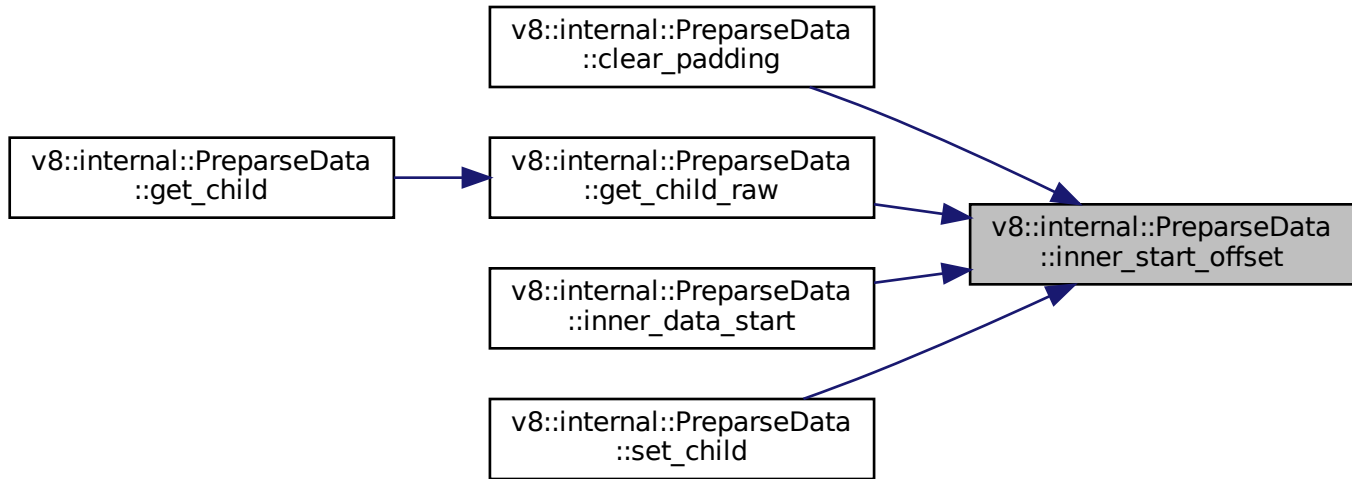 v8::internal::PreparseData
::clear_padding
v8::internal::PreparseData
::get_child
v8::internal::PreparseData
::get_child_raw
v8::internal::PreparseData
::inner_start_offset
v8::internal::PreparseData
::inner_data_start
v8::internal::PreparseData
::set_child